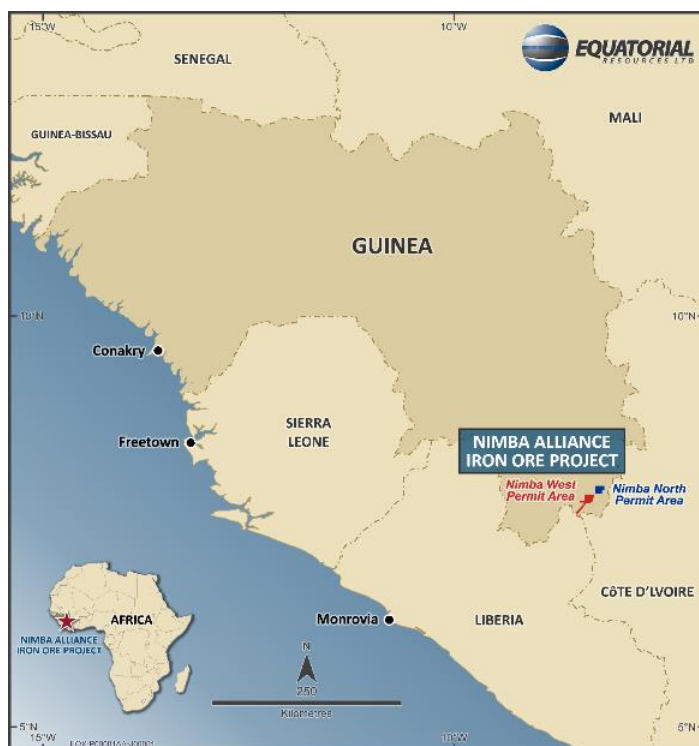 15°W
10°W
EQUATORIAL
RESOURCES LTD
SENEGAL
MALI
GUINEA-BISSAU
GUINEA
10°N
10°N
Conakry
SIERRA
LEONE
Freetown
NIMBA ALLIANCE
IRON ORE PROJECT
Nimba West
Permit Area
Nimba North
Permit Area
CÔTE D'LVOIRE
AFRICA
NIMBA ALLIANCE
IRON ORE PROJECT
Monrovia
LIBERIA
N
250
Kilometres
5°N
15°W
10°W
5°N